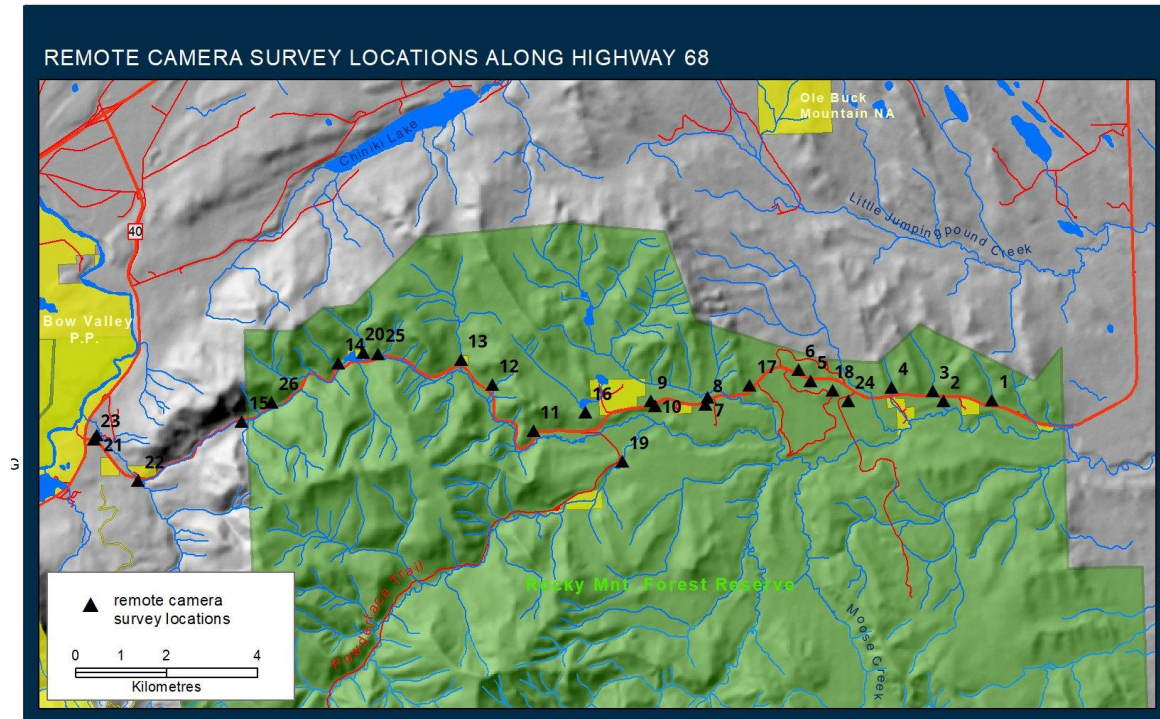 REMOTE CAMERA SURVEY LOCATIONS ALONG HIGHWAY 68
Ole Buck
Mountain NA
Chiniki Lake
Little Jumpingpound Creek
40
Bow Valley
P.P.
13
20
25
14
12
6
17
5
18
4
3
2
1
24
26
9
8
15
16
10
7
11
23
21
19
22
G
Rocky Mnt. Forest Reserve
Powderface Trail
Moose Creek
remote camera
survey locations
0 1 2 4
Kilometres